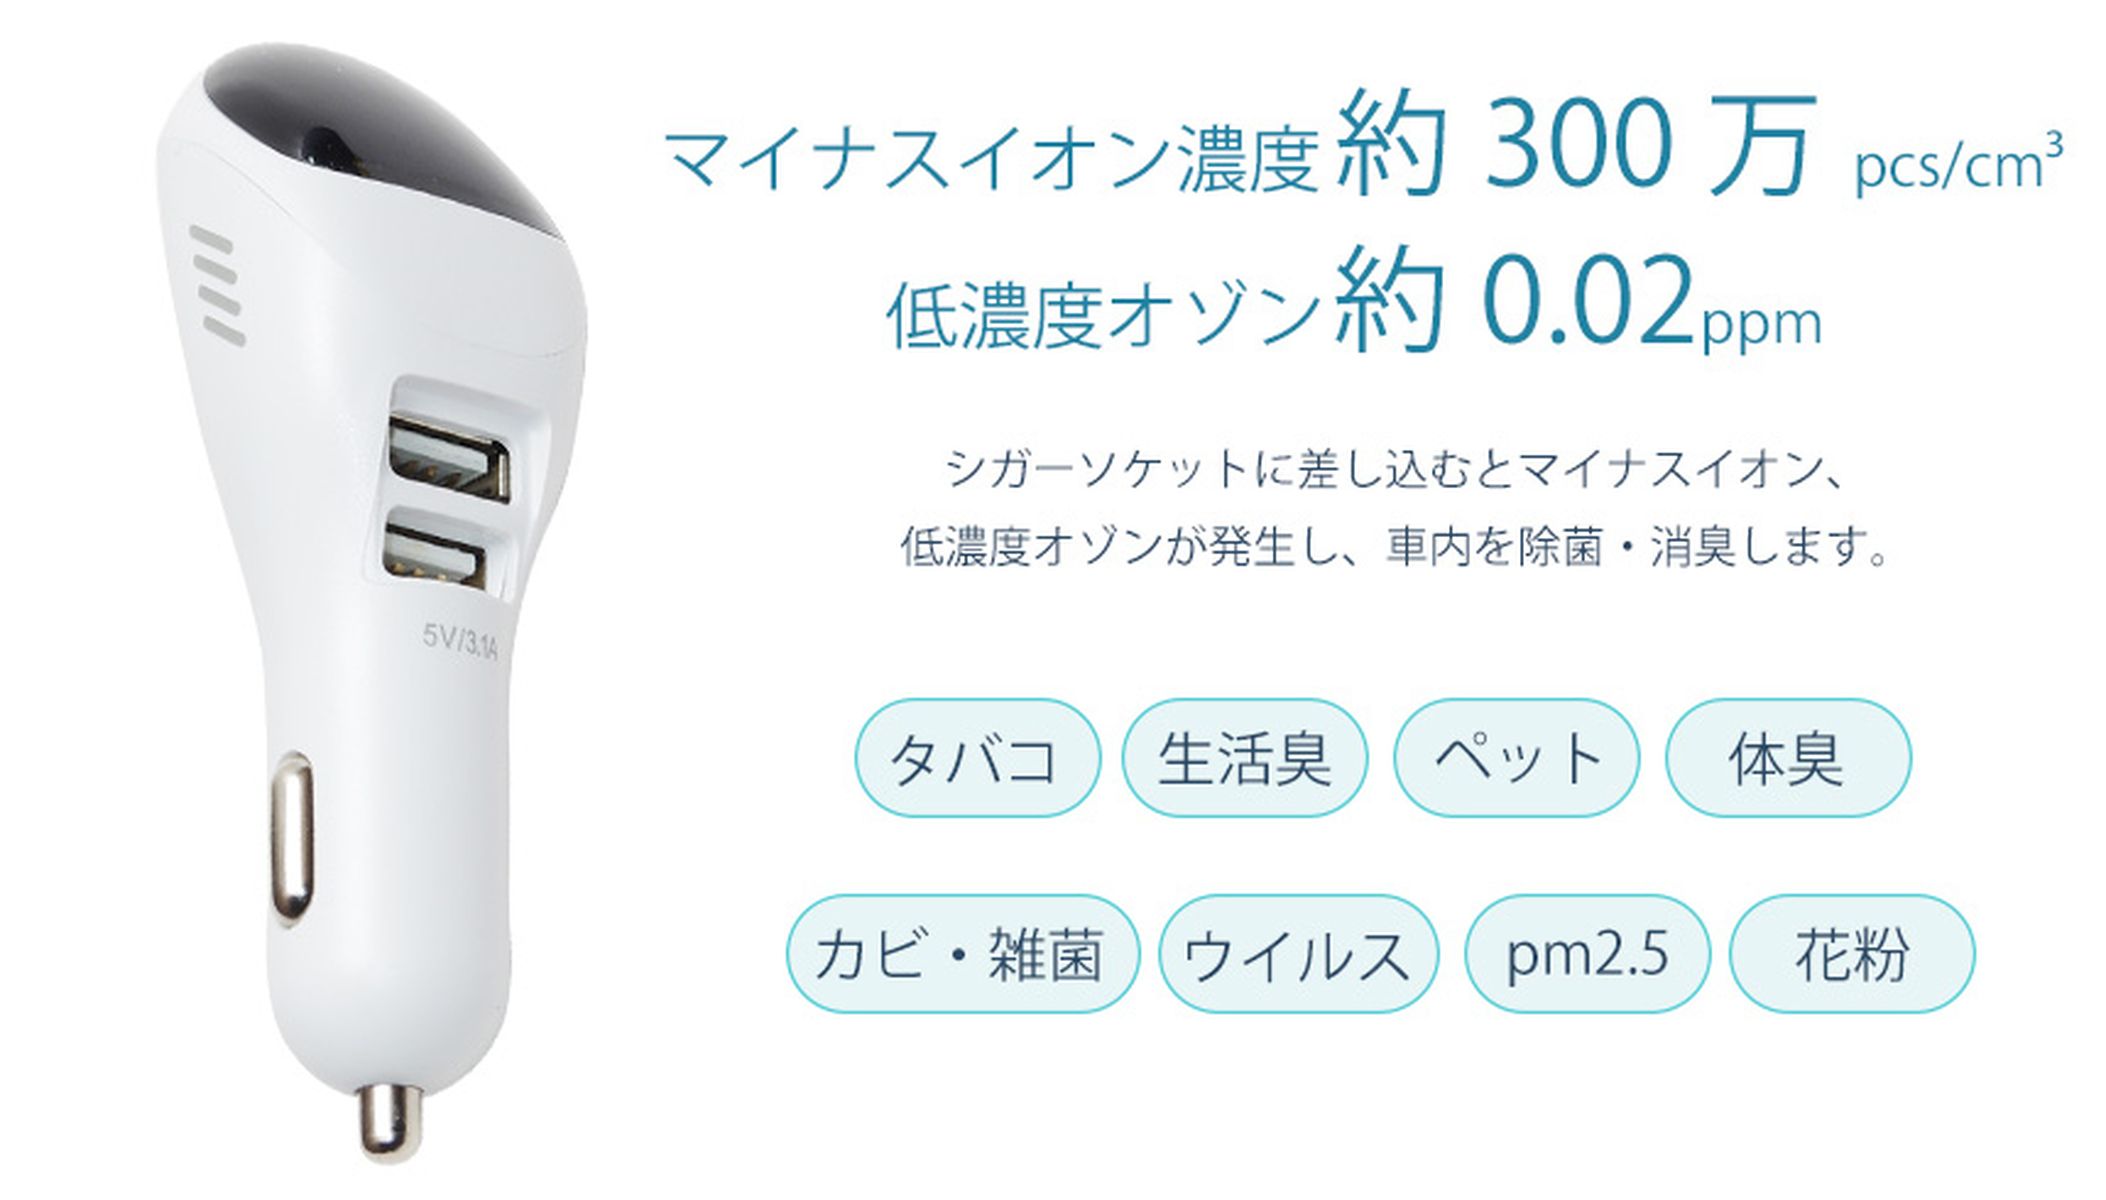 マイナスイオン濃度約 300 万 pcs/cm³
低濃度オゾン約 0.02ppm
シガーソケットに差し込むとマイナスイオン、
低濃度オゾンが発生し、車内を除菌・消臭します。
5V/3.1A
タバコ 生活臭 ペット 体臭
カビ・雑菌 ウイルス pm2.5 花粉